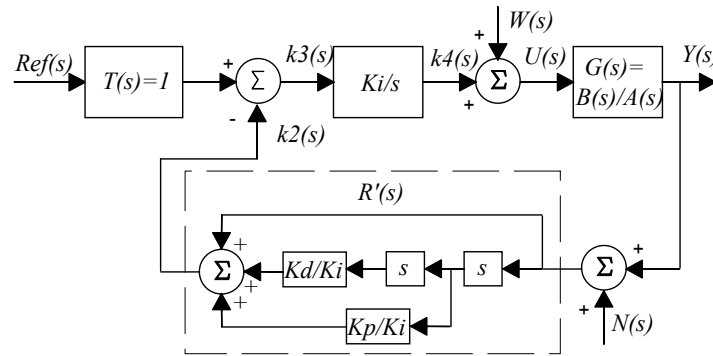 W(s)
Ref(s)
T(s)=1
+
Σ
-
k3(s)
k2(s)
Ki/s
k4(s)
+
+
Σ
U(s)
G(s)=
B(s)/A(s)
Y(s)
R'(s)
Σ
+
+
+
+
Kd/Ki
s
s
Kp/Ki
Σ
+
+
N(s)